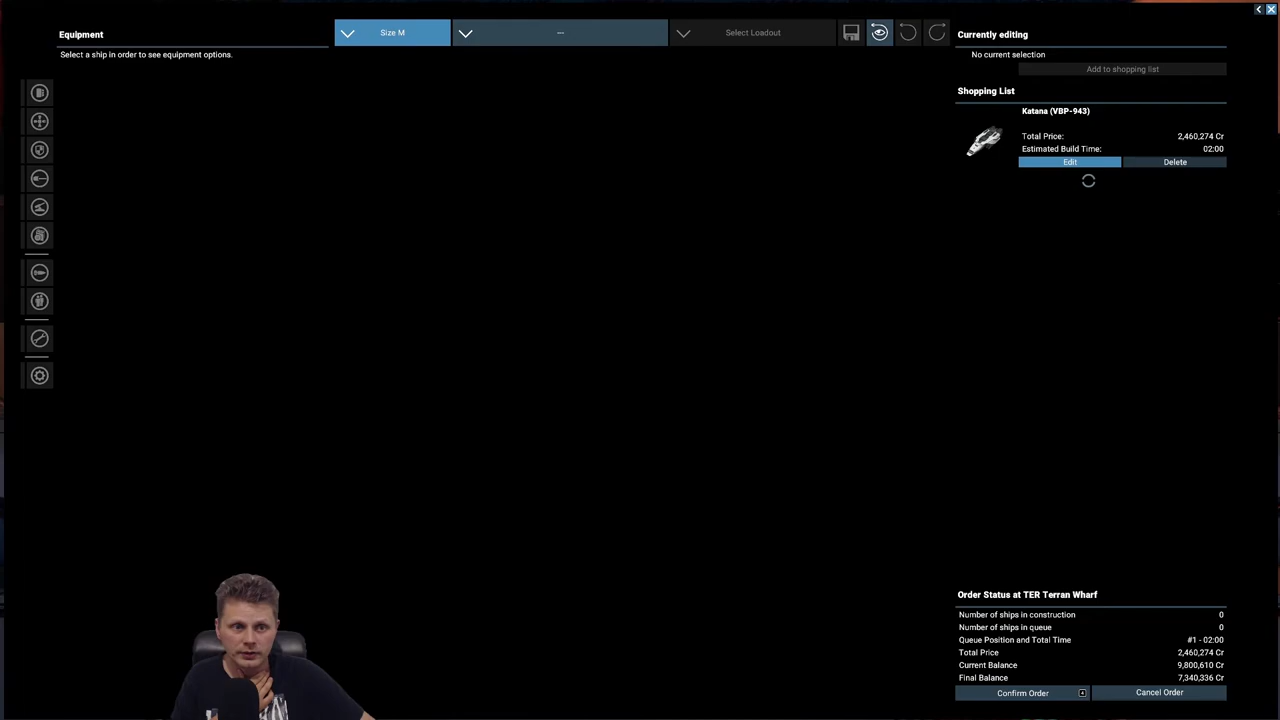 Equipment
Select a ship in order to see equipment options.
Size M
---
Select Loadout
Currently editing
No current selection
Add to shopping list
Shopping List
Katana (VBP-943)
Total Price: 2,460,274 Cr
Estimated Build Time: 02:00
Edit Delete
Order Status at TER Terran Wharf
Number of ships in construction 0
Number of ships in queue 0
Queue Position and Total Time #1 - 02:00
Total Price 2,460,274 Cr
Current Balance 9,800,610 Cr
Final Balance 7,340,336 Cr
Confirm Order Cancel Order